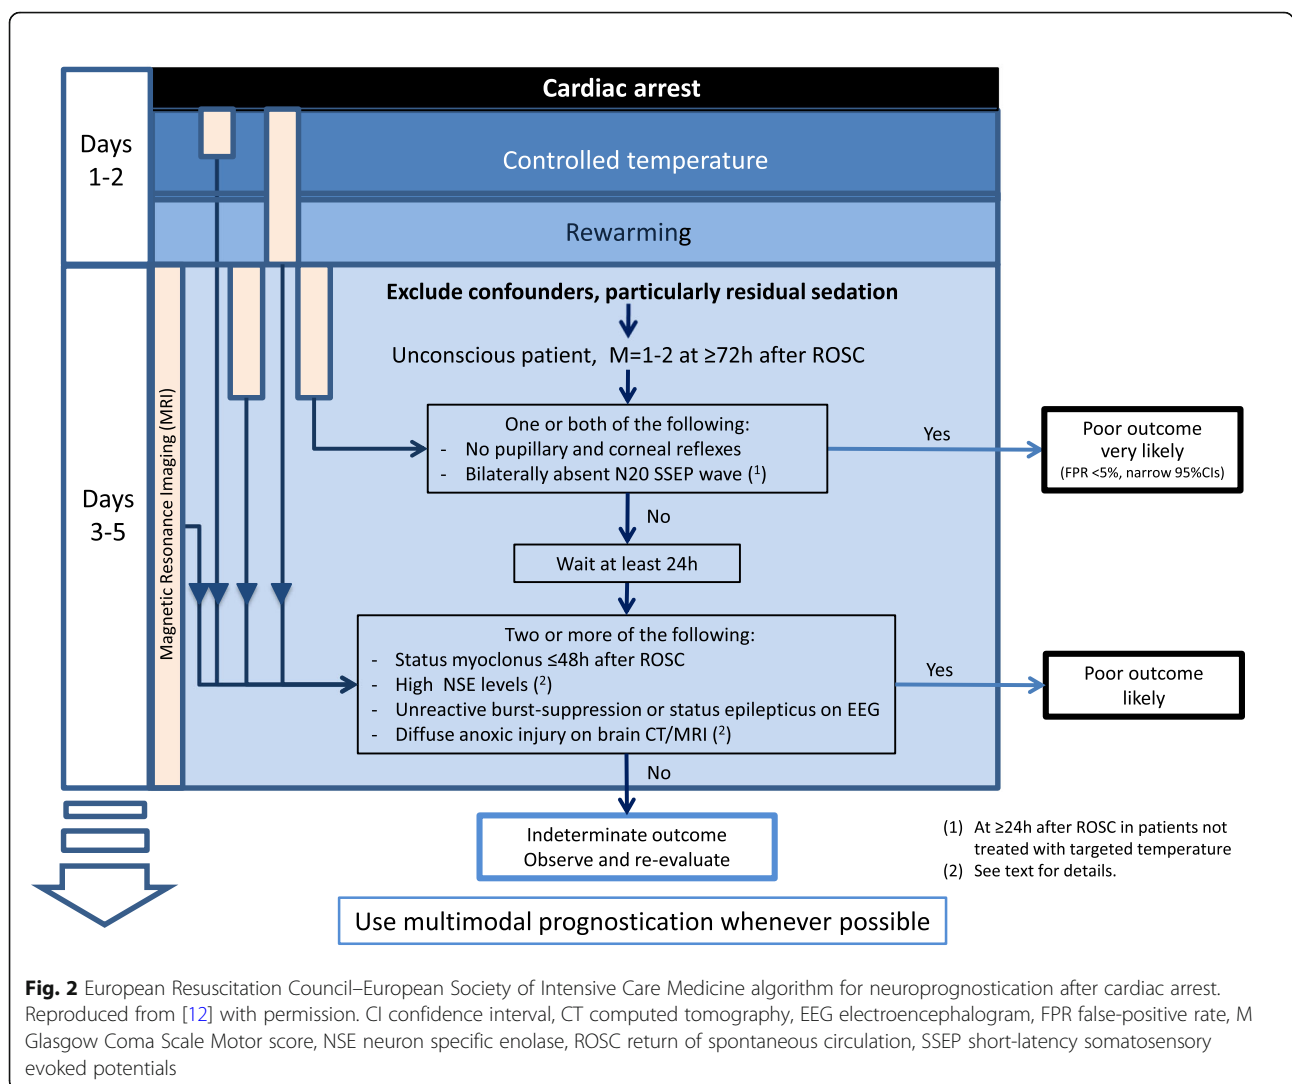 Cardiac arrest
Days
1-2
Controlled temperature
Rewarming
Days
3-5
Magnetic Resonance Imaging (MRI)
Exclude confounders, particularly residual sedation
Unconscious patient, M=1-2 at ≥72h after ROSC
One or both of the following:
- No pupillary and corneal reflexes
- Bilaterally absent N20 SSEP wave (¹)
Yes
Poor outcome
very likely
(FPR <5%, narrow 95%CIs)
No
Wait at least 24h
Two or more of the following:
- Status myoclonus ≤48h after ROSC
- High NSE levels (²)
- Unreactive burst-suppression or status epilepticus on EEG
- Diffuse anoxic injury on brain CT/MRI (²)
Yes
Poor outcome
likely
No
Indeterminate outcome
Observe and re-evaluate
(1) At ≥24h after ROSC in patients not
treated with targeted temperature
(2) See text for details.
Use multimodal prognostication whenever possible
Fig. 2 European Resuscitation Council–European Society of Intensive Care Medicine algorithm for neuroprognostication after cardiac arrest.
Reproduced from [12] with permission. CI confidence interval, CT computed tomography, EEG electroencephalogram, FPR false-positive rate, M
Glasgow Coma Scale Motor score, NSE neuron specific enolase, ROSC return of spontaneous circulation, SSEP short-latency somatosensory
evoked potentials